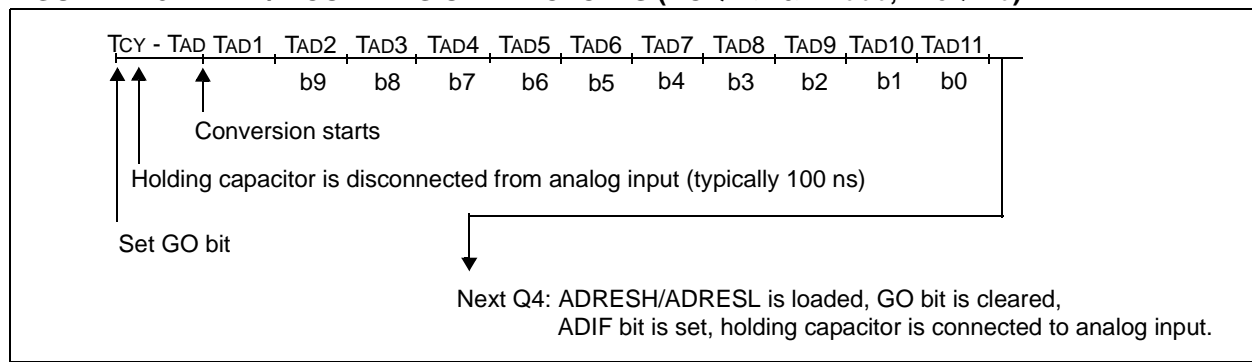 TCY - TAD TAD1 TAD2 TAD3 TAD4 TAD5 TAD6 TAD7 TAD8 TAD9 TAD10 TAD11
b9 b8 b7 b6 b5 b4 b3 b2 b1 b0
Conversion starts
Holding capacitor is disconnected from analog input (typically 100 ns)
Set GO bit
Next Q4: ADRESH/ADRESL is loaded, GO bit is cleared,
ADIF bit is set, holding capacitor is connected to analog input.